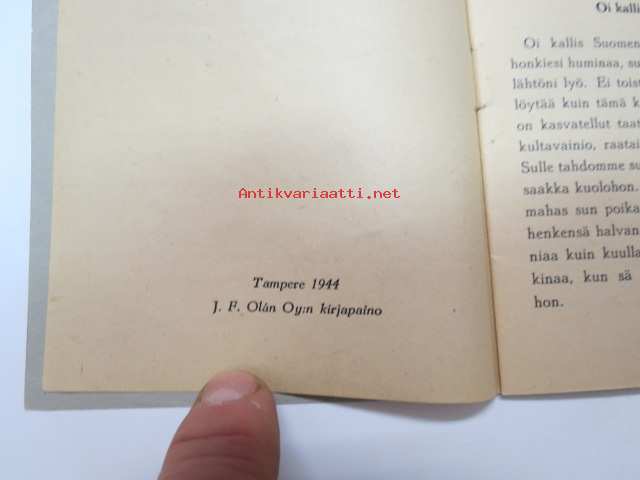 Antikvariaatti.net
Tampere 1944
J. F. Olán Oy:n kirjapaino
Oi kalli
Oi kallis Suomen
honkiesi huminaa, su
lähtöni lyö. Ei toist
löytää kuin tämä k
on kasvatellut taat
kultavainio, raatai
Sulle tahdomme su
saakka kuolohon.
mahas sun poika
henkensä halvan
niaa kuin kuulla
kinaa, kun sä
hon.